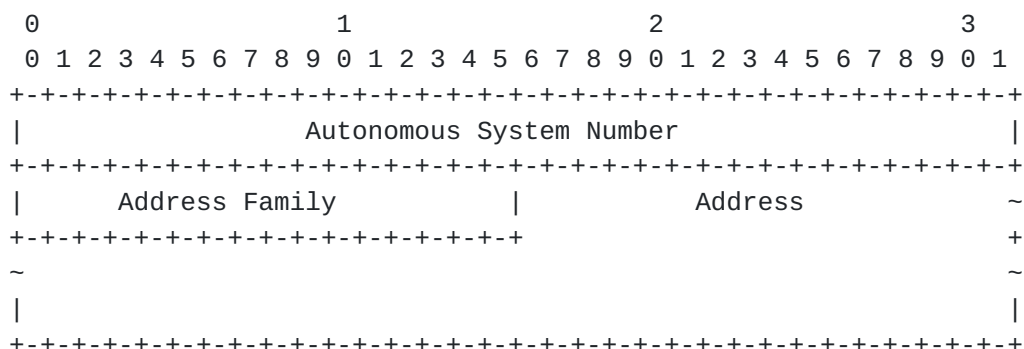 0                   1                   2                   3
 0 1 2 3 4 5 6 7 8 9 0 1 2 3 4 5 6 7 8 9 0 1 2 3 4 5 6 7 8 9 0 1
+-+-+-+-+-+-+-+-+-+-+-+-+-+-+-+-+-+-+-+-+-+-+-+-+-+-+-+-+-+-+-+-+
|                  Autonomous System Number                     |
+-+-+-+-+-+-+-+-+-+-+-+-+-+-+-+-+-+-+-+-+-+-+-+-+-+-+-+-+-+-+-+-+
|      Address Family           |           Address             ~
+-+-+-+-+-+-+-+-+-+-+-+-+-+-+-+-+                               +
~                                                               ~
|                                                               |
+-+-+-+-+-+-+-+-+-+-+-+-+-+-+-+-+-+-+-+-+-+-+-+-+-+-+-+-+-+-+-+-+